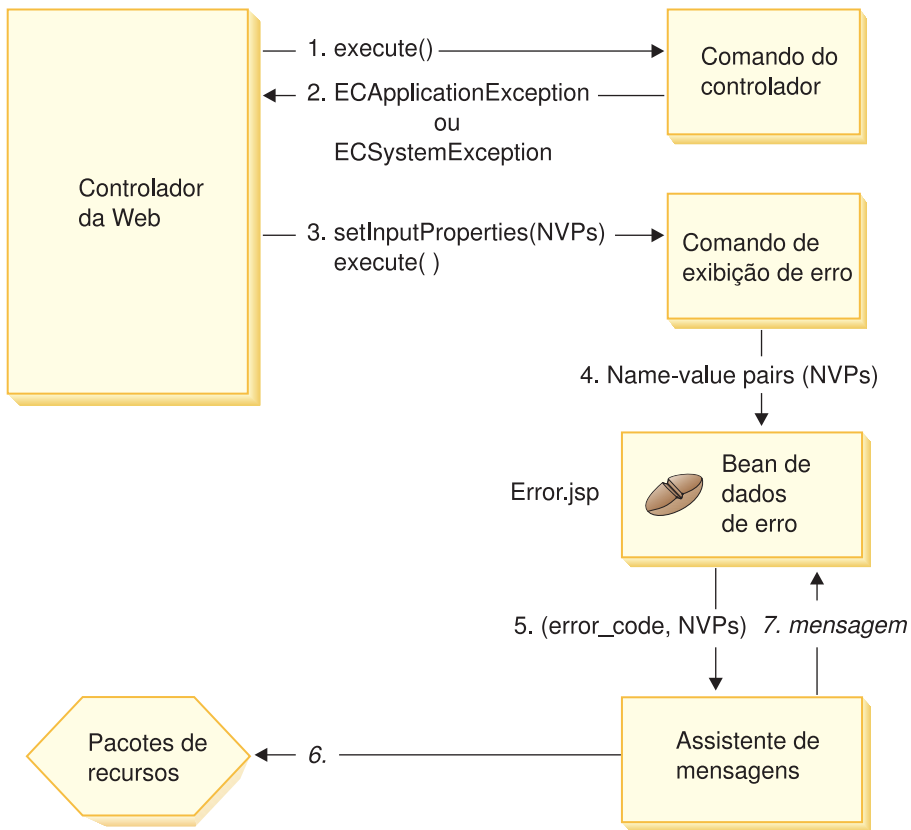 1. execute()
Comando do
controlador
2. ECApplicationException
ou
ECSystemException
Controlador
da Web
3. setInputProperties(NVPs)
execute( )
Comando de
exibição de erro
4. Name-value pairs (NVPs)
Error.jsp
Bean de
dados
de erro
5. (error_code, NVPs)
7. mensagem
Pacotes de
recursos
6.
Assistente de
mensagens